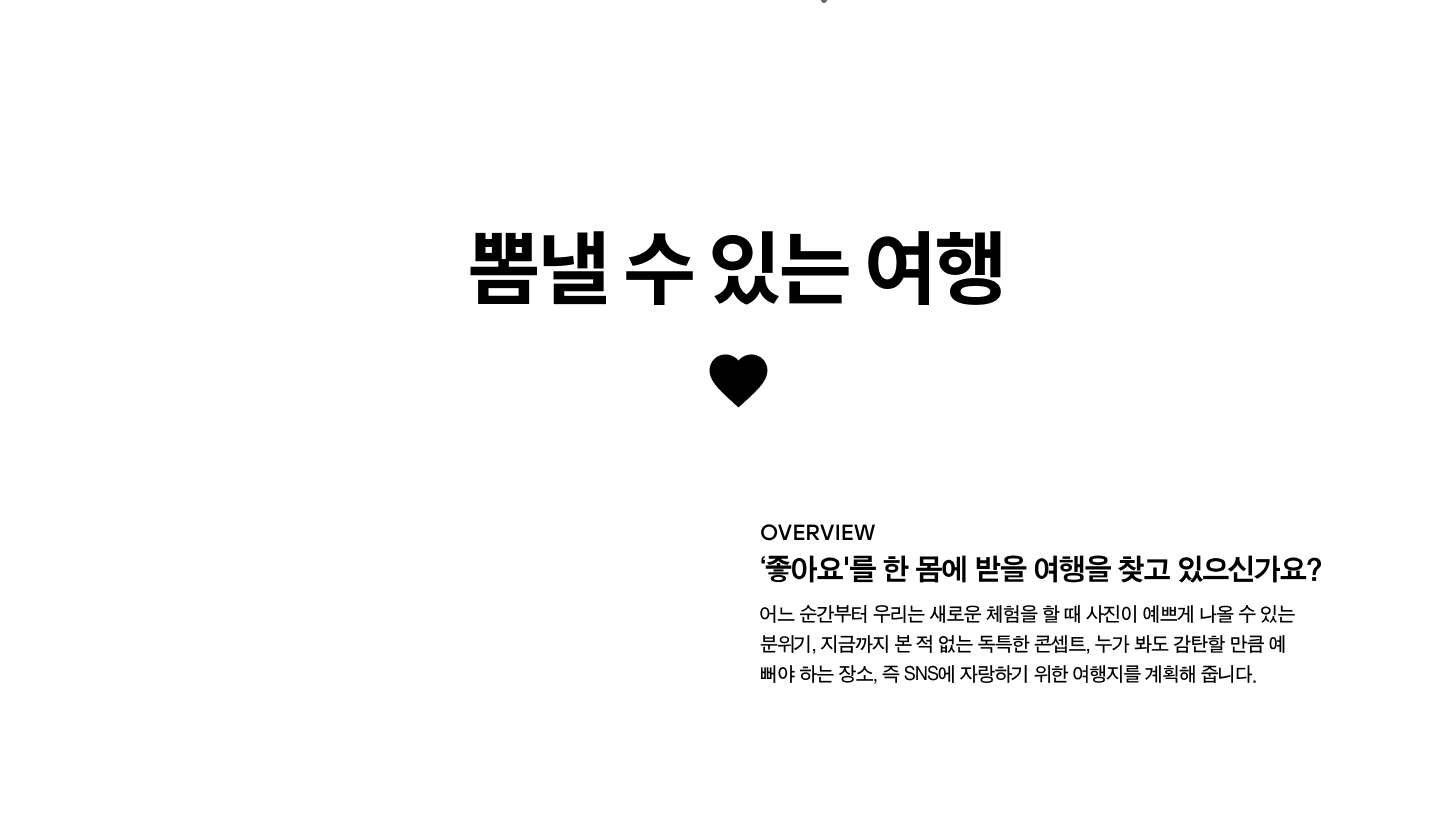 뽐낼 수 있는 여행
OVERVIEW
‘좋아요'를 한 몸에 받을 여행을 찾고 있으신가요?
어느 순간부터 우리는 새로운 체험을 할 때 사진이 예쁘게 나올 수 있는
분위기, 지금까지 본 적 없는 독특한 콘셉트, 누가 봐도 감탄할 만큼 예
뻐야 하는 장소, 즉 SNS에 자랑하기 위한 여행지를 계획해 줍니다.